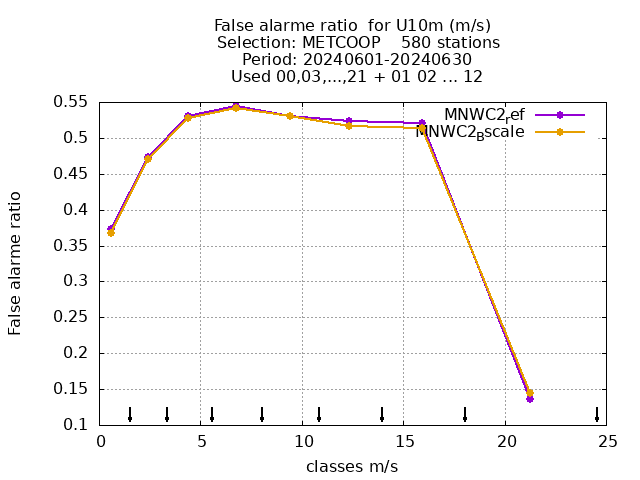 False alarme ratio  for U10m (m/s)
Selection: METCOOP    580 stations
Period: 20240601-20240630
Used 00,03,...,21 + 01 02 ... 12
False alarme ratio
0.55
0.5
0.45
0.4
0.35
0.3
0.25
0.2
0.15
0.1
MNWC2ref
MNWC2Bscale
0 5 10 15 20 25
classes m/s